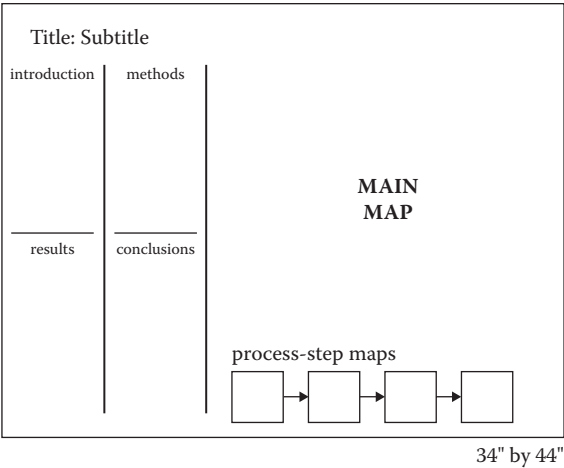 Title: Subtitle
introduction
methods
results
conclusions
MAIN
MAP
process-step maps
34" by 44"